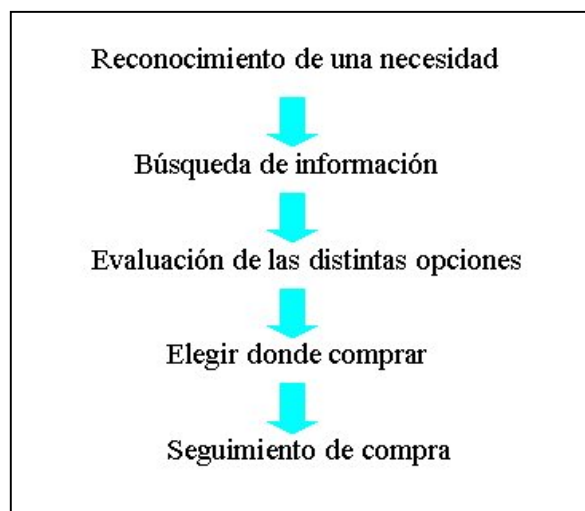 Reconocimiento de una necesidad
Búsqueda de información
Evaluación de las distintas opciones
Elegir donde comprar
Seguimiento de compra